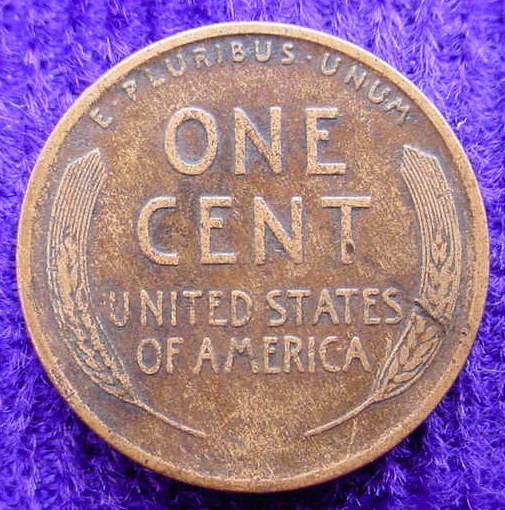 E·PLURIBUS·UNUM
ONE
CENT
UNITED STATES
OF AMERICA